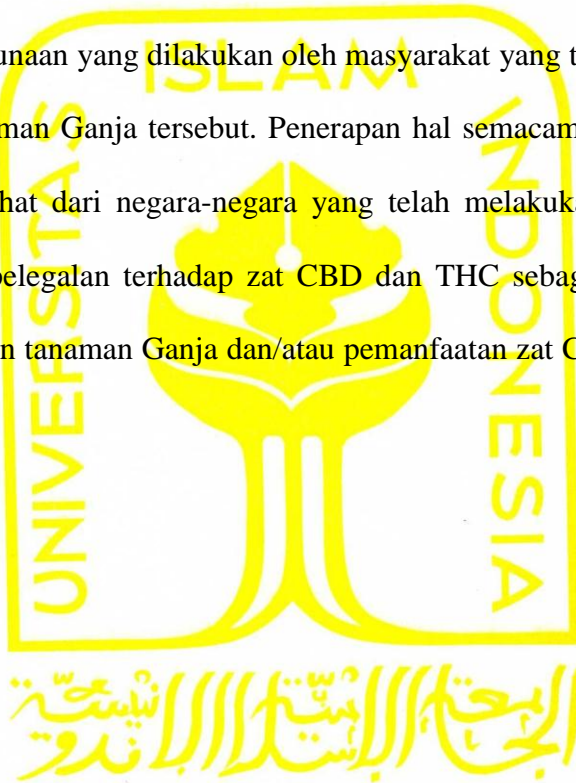 unaan yang dilakukan oleh masyarakat yang t
man Ganja tersebut. Penerapan hal semacam
hat dari negara-negara yang telah melakuka
pelegalan terhadap zat CBD dan THC sebag
n tanaman Ganja dan/atau pemanfaatan zat C
UNIVERSITAS
ISLAM
INDONESIA